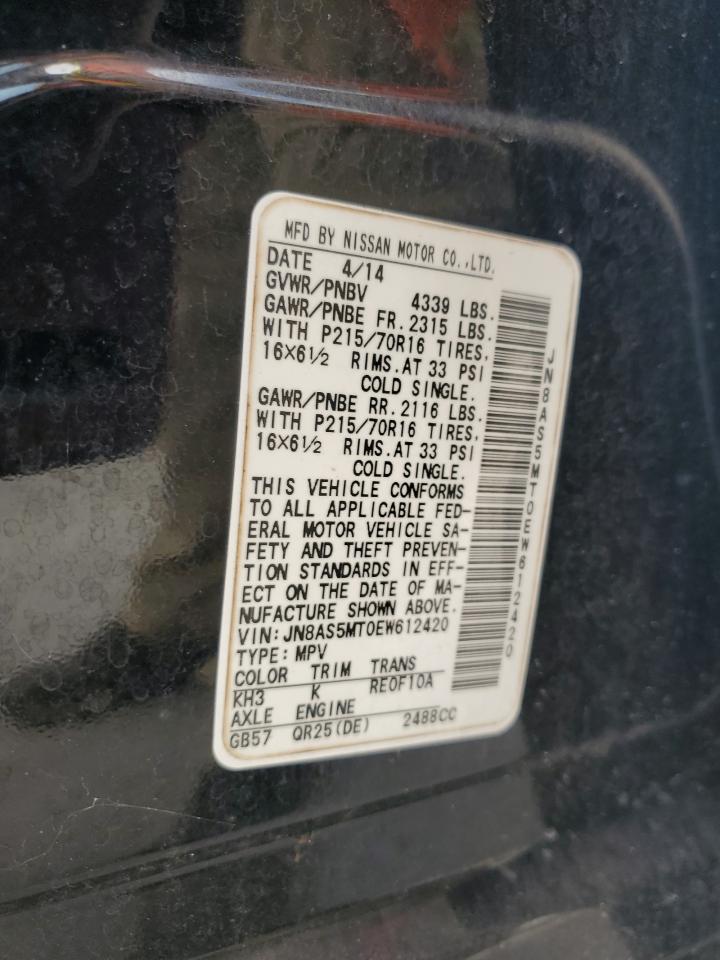 MFD BY NISSAN MOTOR CO.,LTD.
DATE 4/14
GVWR/PNBV 4339 LBS.
GAWR/PNBE FR. 2315 LBS.
WITH P215/70R16 TIRES,
16X6½ RIMS. AT 33 PSI
COLD SINGLE.
GAWR/PNBE RR. 2116 LBS.
WITH P215/70R16 TIRES,
16X6½ RIMS. AT 33 PSI
COLD SINGLE.
THIS VEHICLE CONFORMS
TO ALL APPLICABLE FED-
ERAL MOTOR VEHICLE SA-
FETY AND THEFT PREVEN-
TION STANDARDS IN EFF-
ECT ON THE DATE OF MA-
NUFACTURE SHOWN ABOVE.
VIN: JN8AS5MT0EW612420
TYPE: MPV
COLOR TRIM TRANS
KH3 K RE0F10A
AXLE ENGINE
GB57 QR25(DE) 2488CC
JN8AS5MT0EW612420